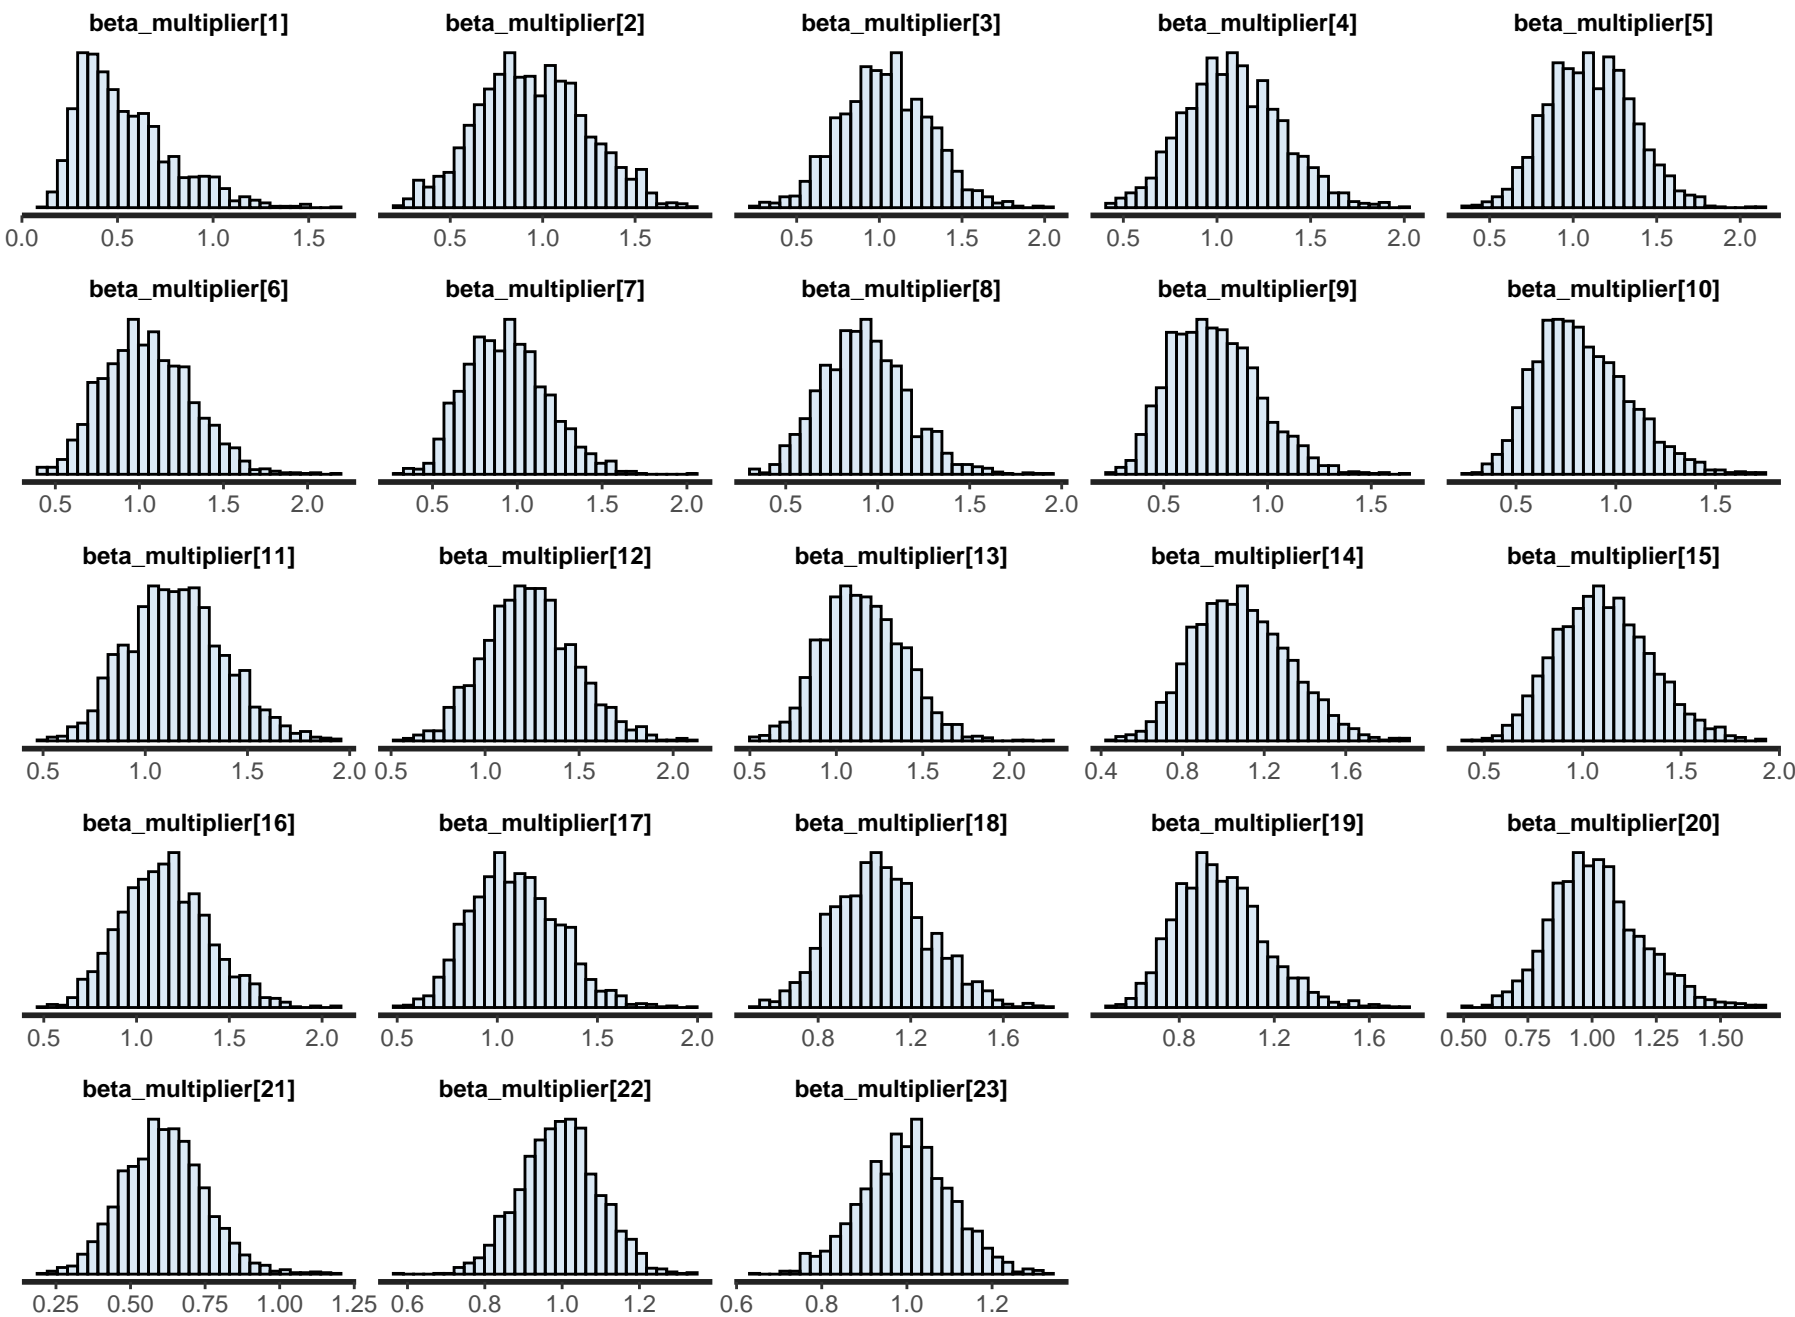 beta_multiplier[1] beta_multiplier[2] beta_multiplier[3] beta_multiplier[4] beta_multiplier[5]
0.0 0.5 1.0 1.5 0.5 1.0 1.5 0.5 1.0 1.5 2.0 0.5 1.0 1.5 2.0 0.5 1.0 1.5 2.0
beta_multiplier[6] beta_multiplier[7] beta_multiplier[8] beta_multiplier[9] beta_multiplier[10]
0.5 1.0 1.5 2.0 0.5 1.0 1.5 2.0 0.5 1.0 1.5 2.0 0.5 1.0 1.5 0.5 1.0 1.5
beta_multiplier[11] beta_multiplier[12] beta_multiplier[13] beta_multiplier[14] beta_multiplier[15]
0.5 1.0 1.5 2.0 0.5 1.0 1.5 2.0 0.5 1.0 1.5 2.0 0.4 0.8 1.2 1.6 0.5 1.0 1.5 2.0
beta_multiplier[16] beta_multiplier[17] beta_multiplier[18] beta_multiplier[19] beta_multiplier[20]
0.5 1.0 1.5 2.0 0.5 1.0 1.5 2.0 0.8 1.2 1.6 0.8 1.2 1.6 0.50 0.75 1.00 1.25 1.50
beta_multiplier[21] beta_multiplier[22] beta_multiplier[23]
0.25 0.50 0.75 1.00 1.25 0.6 0.8 1.0 1.2 0.6 0.8 1.0 1.2